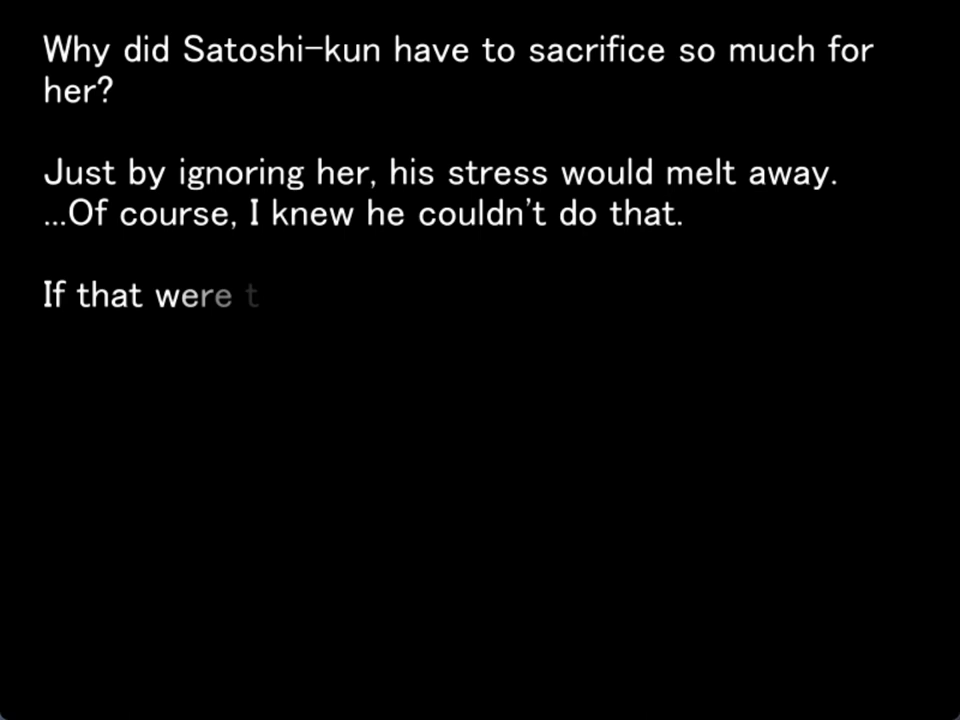 Why did Satoshi-kun have to sacrifice so much for
her?
Just by ignoring her, his stress would melt away.
...Of course, I knew he couldn't do that.
If that were t